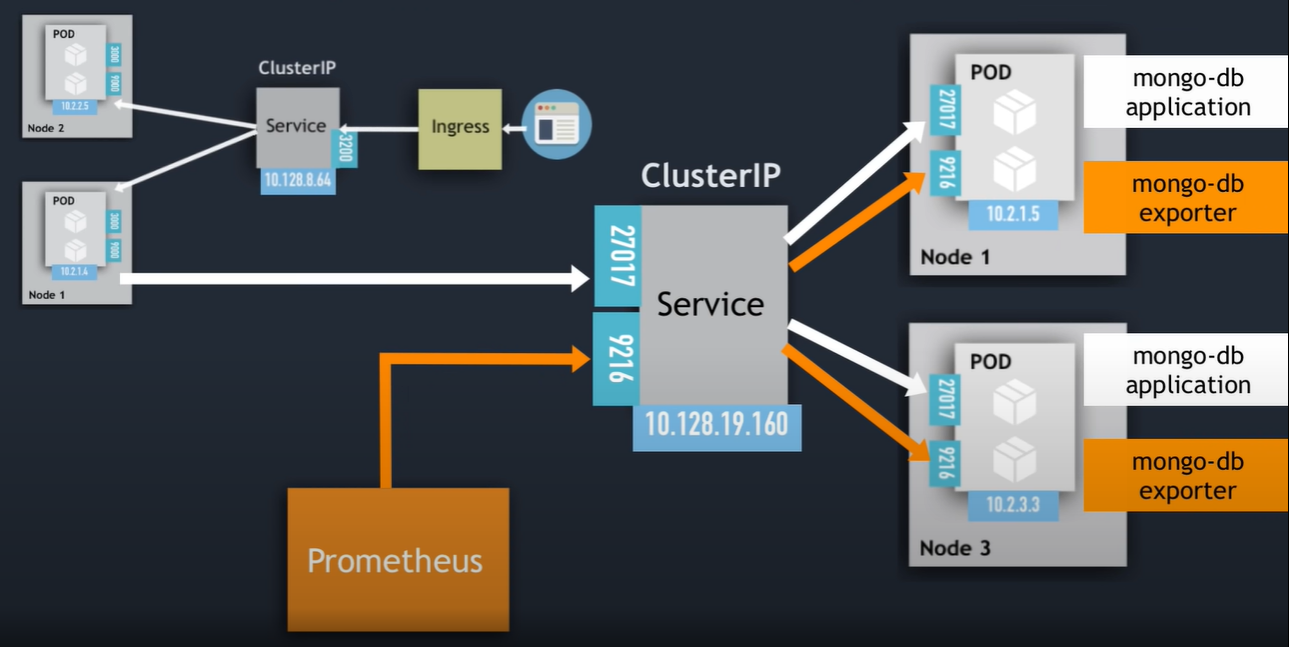 POD
3000
9000
10.2.2.5
Node 2
ClusterIP
Service
3200
10.128.8.64
Ingress
POD
3000
9000
10.2.1.4
Node 1
ClusterIP
27017
9216
Service
10.128.19.160
Prometheus
POD
27017
9216
10.2.1.5
Node 1
mongo-db
application
mongo-db
exporter
POD
27017
9216
10.2.3.3
Node 3
mongo-db
application
mongo-db
exporter